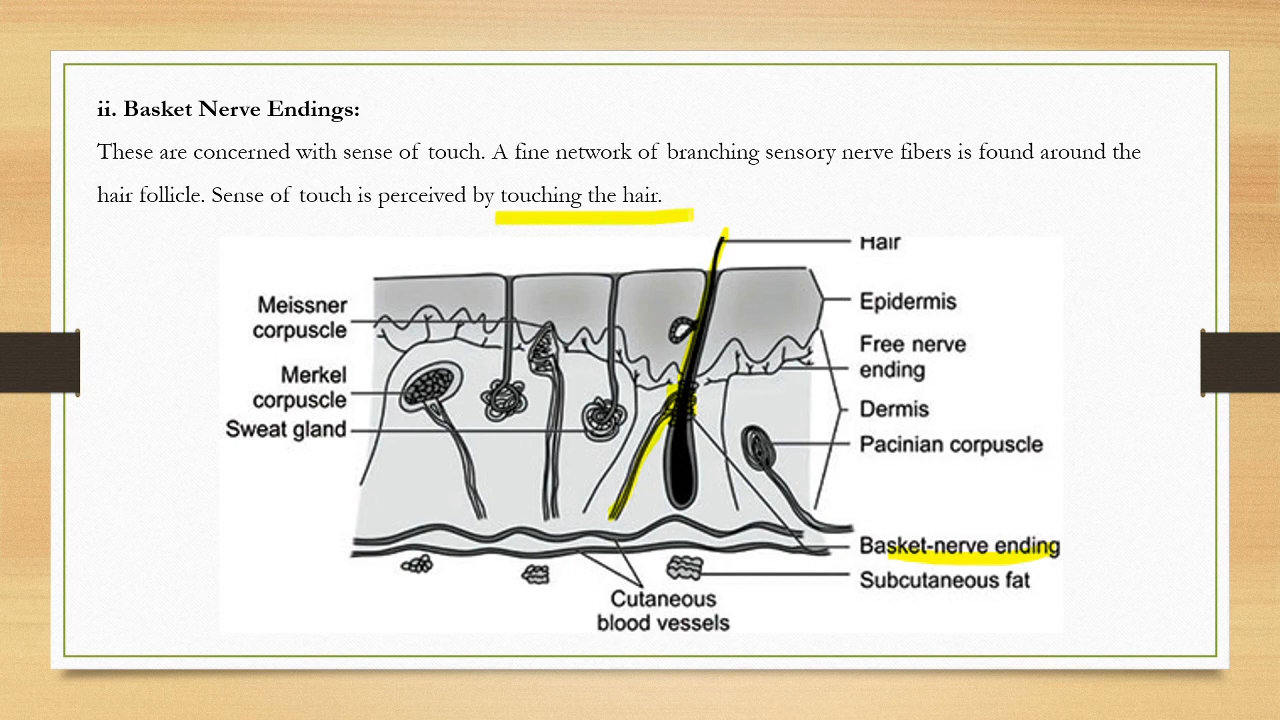 ii. Basket Nerve Endings:
These are concerned with sense of touch. A fine network of branching sensory nerve fibers is found around the
hair follicle. Sense of touch is perceived by touching the hair.
Hair
Meissner
corpuscle
Epidermis
Free nerve
ending
Merkel
corpuscle
Dermis
Sweat gland
Pacinian corpuscle
Basket-nerve ending
Subcutaneous fat
Cutaneous
blood vessels